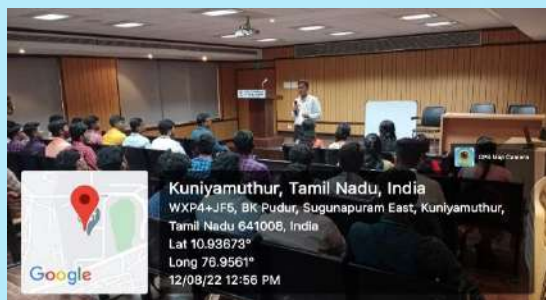 GPS Map Camera
Kuniyamuthur, Tamil Nadu, India
WXP4+JF5, BK Pudur, Sugunapuram East, Kuniyamuthur,
Tamil Nadu 641008, India
Lat 10.93673°
Long 76.9561°
12/08/22 12:56 PM
Google